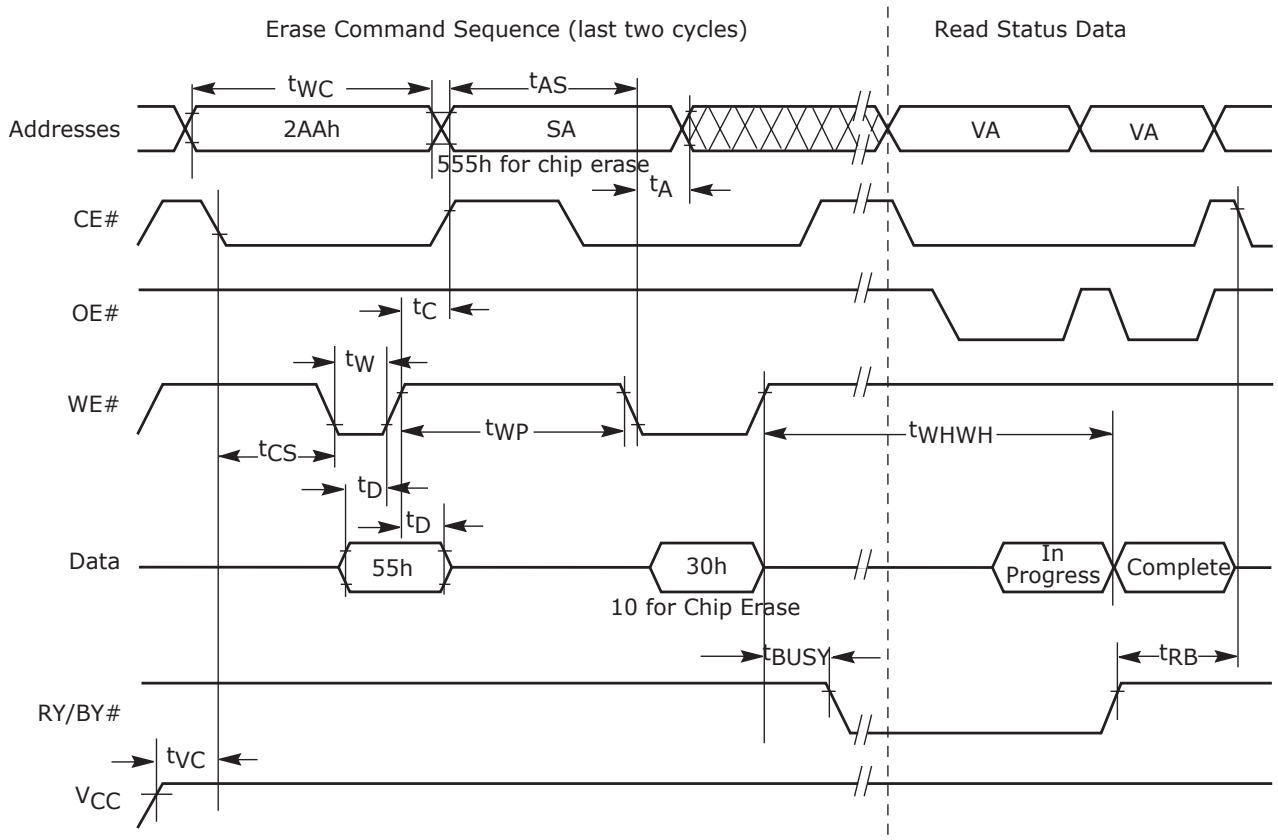 Erase Command Sequence (last two cycles)
Read Status Data
tWC
tAS
Addresses
2AAh
SA
VA
VA
555h for chip erase
tA
CE#
tC
OE#
tW
WE#
tWP
tWHWH
tCS
tD
tD
Data
55h
30h
In
Progress
Complete
10 for Chip Erase
tBUSY
tRB
RY/BY#
tVC
VCC